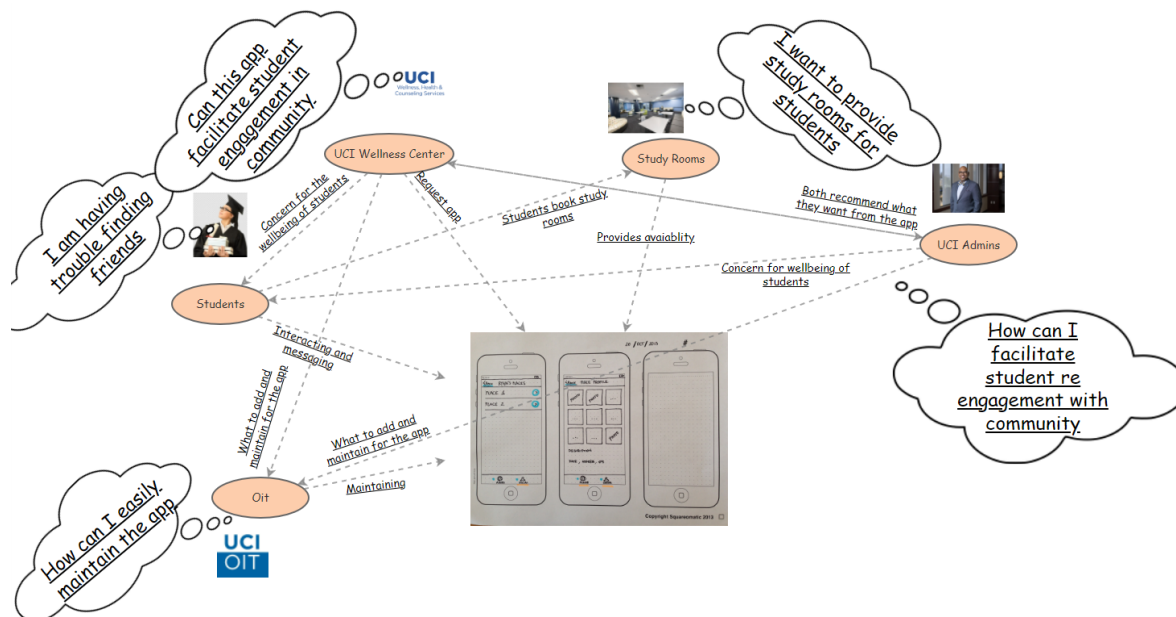 Can this app
facilitate student
engagement in
community.
UCI
Wellness, Health &
Counseling Services
I want to provide
study rooms for
students
UCI Wellness Center
Study Rooms
I am having
trouble finding
friends
Concern for the
wellbeing of students
Request app
Students book study
rooms
Both recommend what
they want from the app
Provides avaiablity
UCI Admins
Concern for wellbeing of
students
Students
Interacting and
messaging
How can I
facilitate
student re
engagement with
community
What to add and
maintain for the app
What to add and
maintain for the app
Maintaining
Oit
How can I easily
maintain the app
UCI
OIT
PLACE 2
Copyright Squareomatic 2013